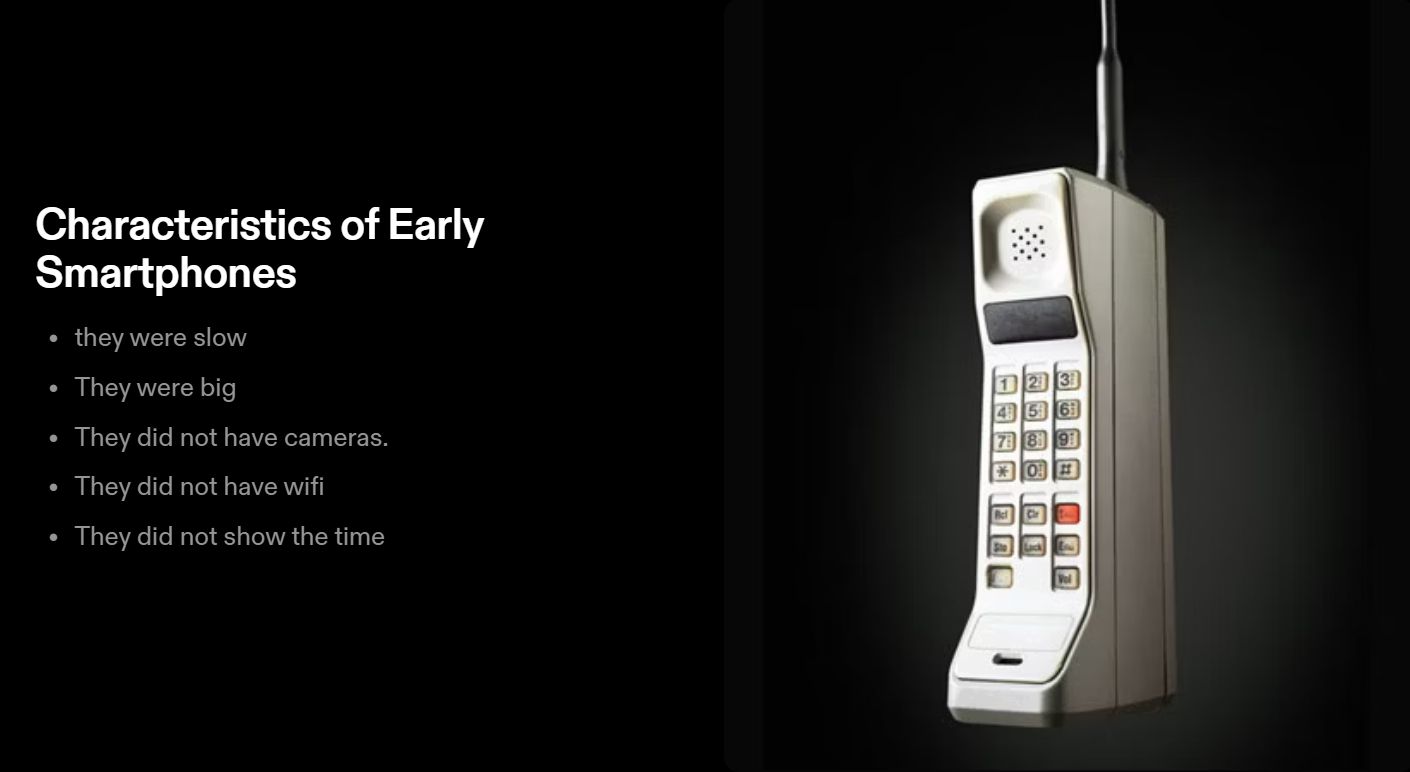 Characteristics of Early
Smartphones
• they were slow
• They were big
• They did not have cameras.
• They did not have wifi
• They did not show the time
1 2 3
4 5 6
7 8 9
* 0 #
Rcl Clr
Sto Lock
Vol